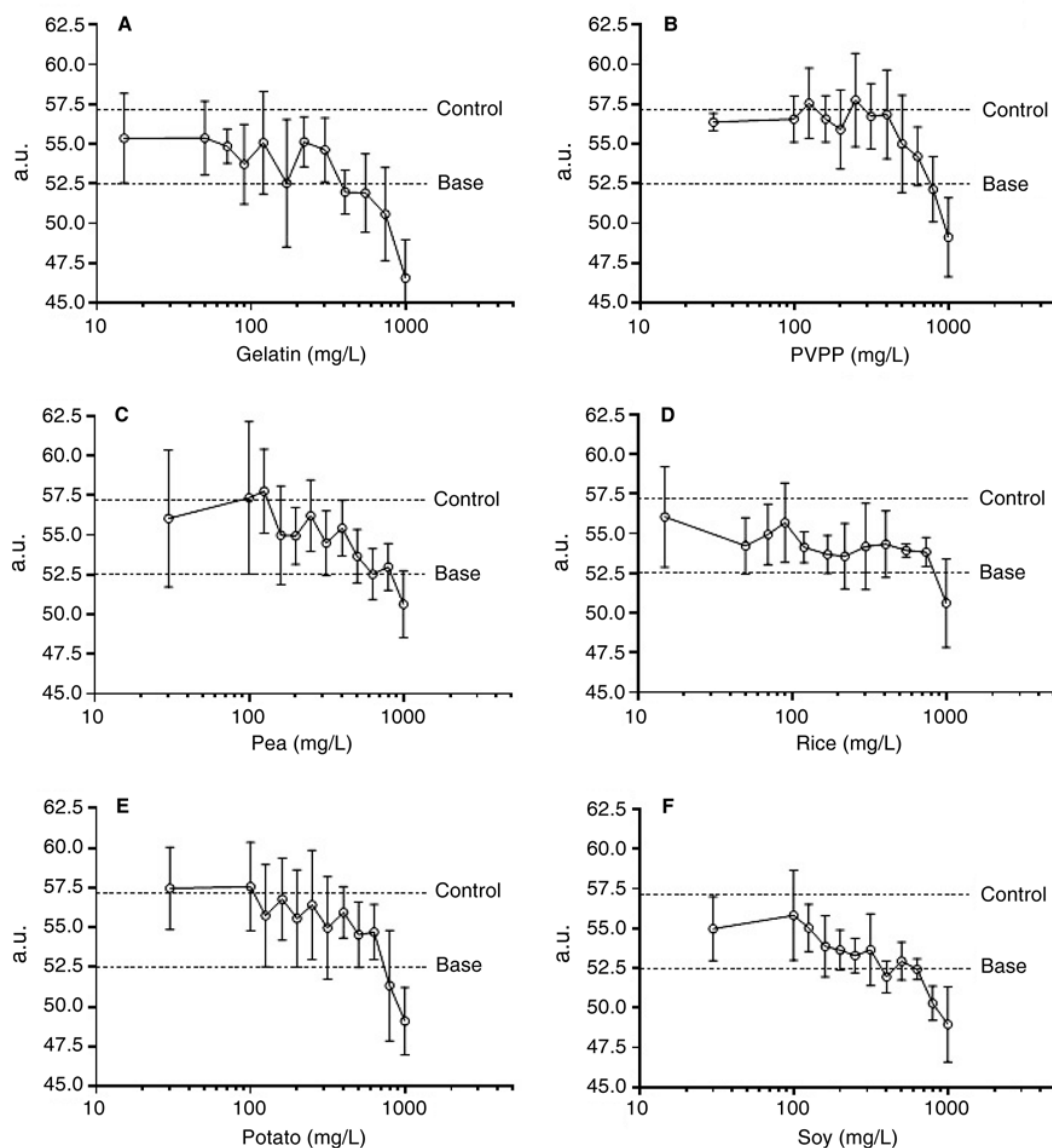 A
62.5
60.0
57.5
55.0
52.5
50.0
47.5
45.0
a.u.
Control
Base
10
100
1000
Gelatin (mg/L)
B
62.5
60.0
57.5
55.0
52.5
50.0
47.5
45.0
a.u.
Control
Base
10
100
1000
PVPP (mg/L)
C
62.5
60.0
57.5
55.0
52.5
50.0
47.5
45.0
a.u.
Control
Base
10
100
1000
Pea (mg/L)
D
62.5
60.0
57.5
55.0
52.5
50.0
47.5
45.0
a.u.
Control
Base
10
100
1000
Rice (mg/L)
E
62.5
60.0
57.5
55.0
52.5
50.0
47.5
45.0
a.u.
Control
Base
10
100
1000
Potato (mg/L)
F
62.5
60.0
57.5
55.0
52.5
50.0
47.5
45.0
a.u.
Control
Base
10
100
1000
Soy (mg/L)